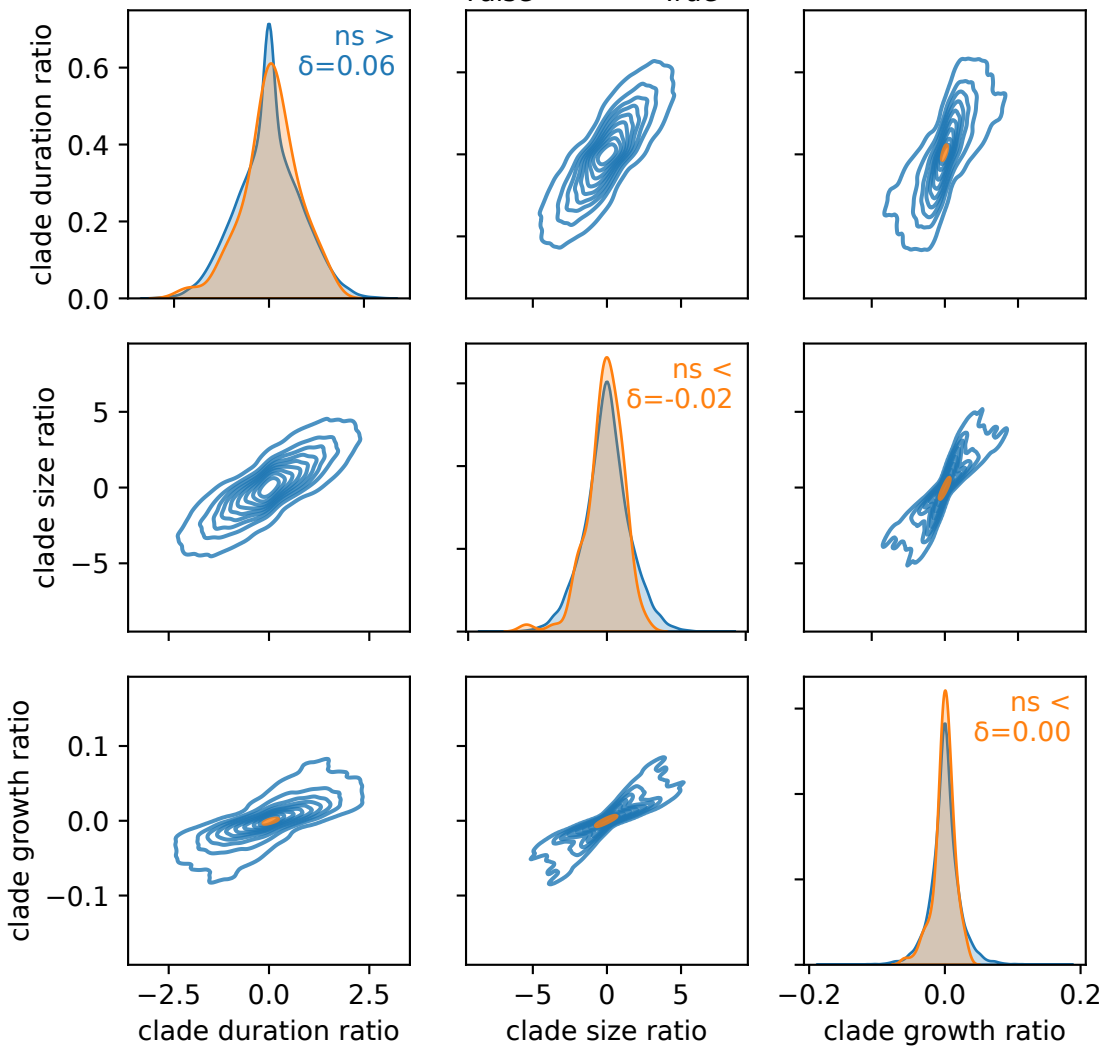 ns >
δ=0.06
clade duration ratio
0.6
0.4
0.2
0.0
ns <
δ=-0.02
clade size ratio
5
0
−5
ns <
δ=0.00
clade growth ratio
0.1
0.0
−0.1
−2.5 0.0 2.5
−5 0 5
−0.2 0.0 0.2
clade duration ratio
clade size ratio
clade growth ratio